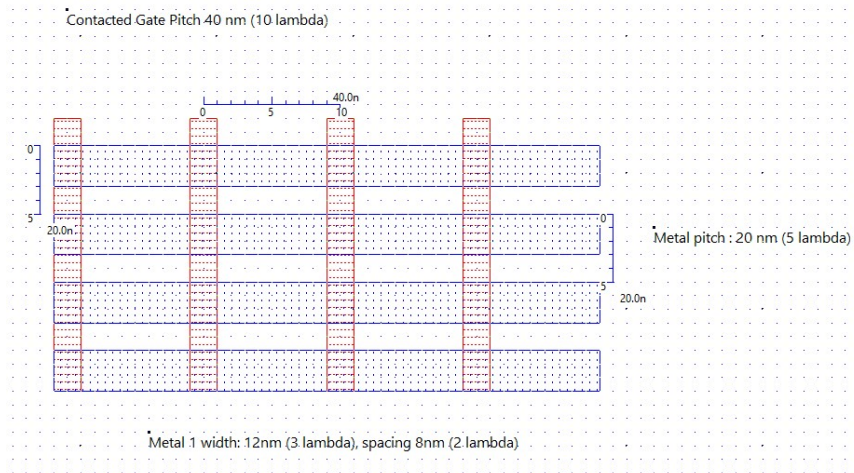 Contacted Gate Pitch 40 nm (10 lambda)
40.0n
0 5 10
0
5
20.0n
0
Metal pitch : 20 nm (5 lambda)
5
20.0n
Metal 1 width: 12nm (3 lambda), spacing 8nm (2 lambda)